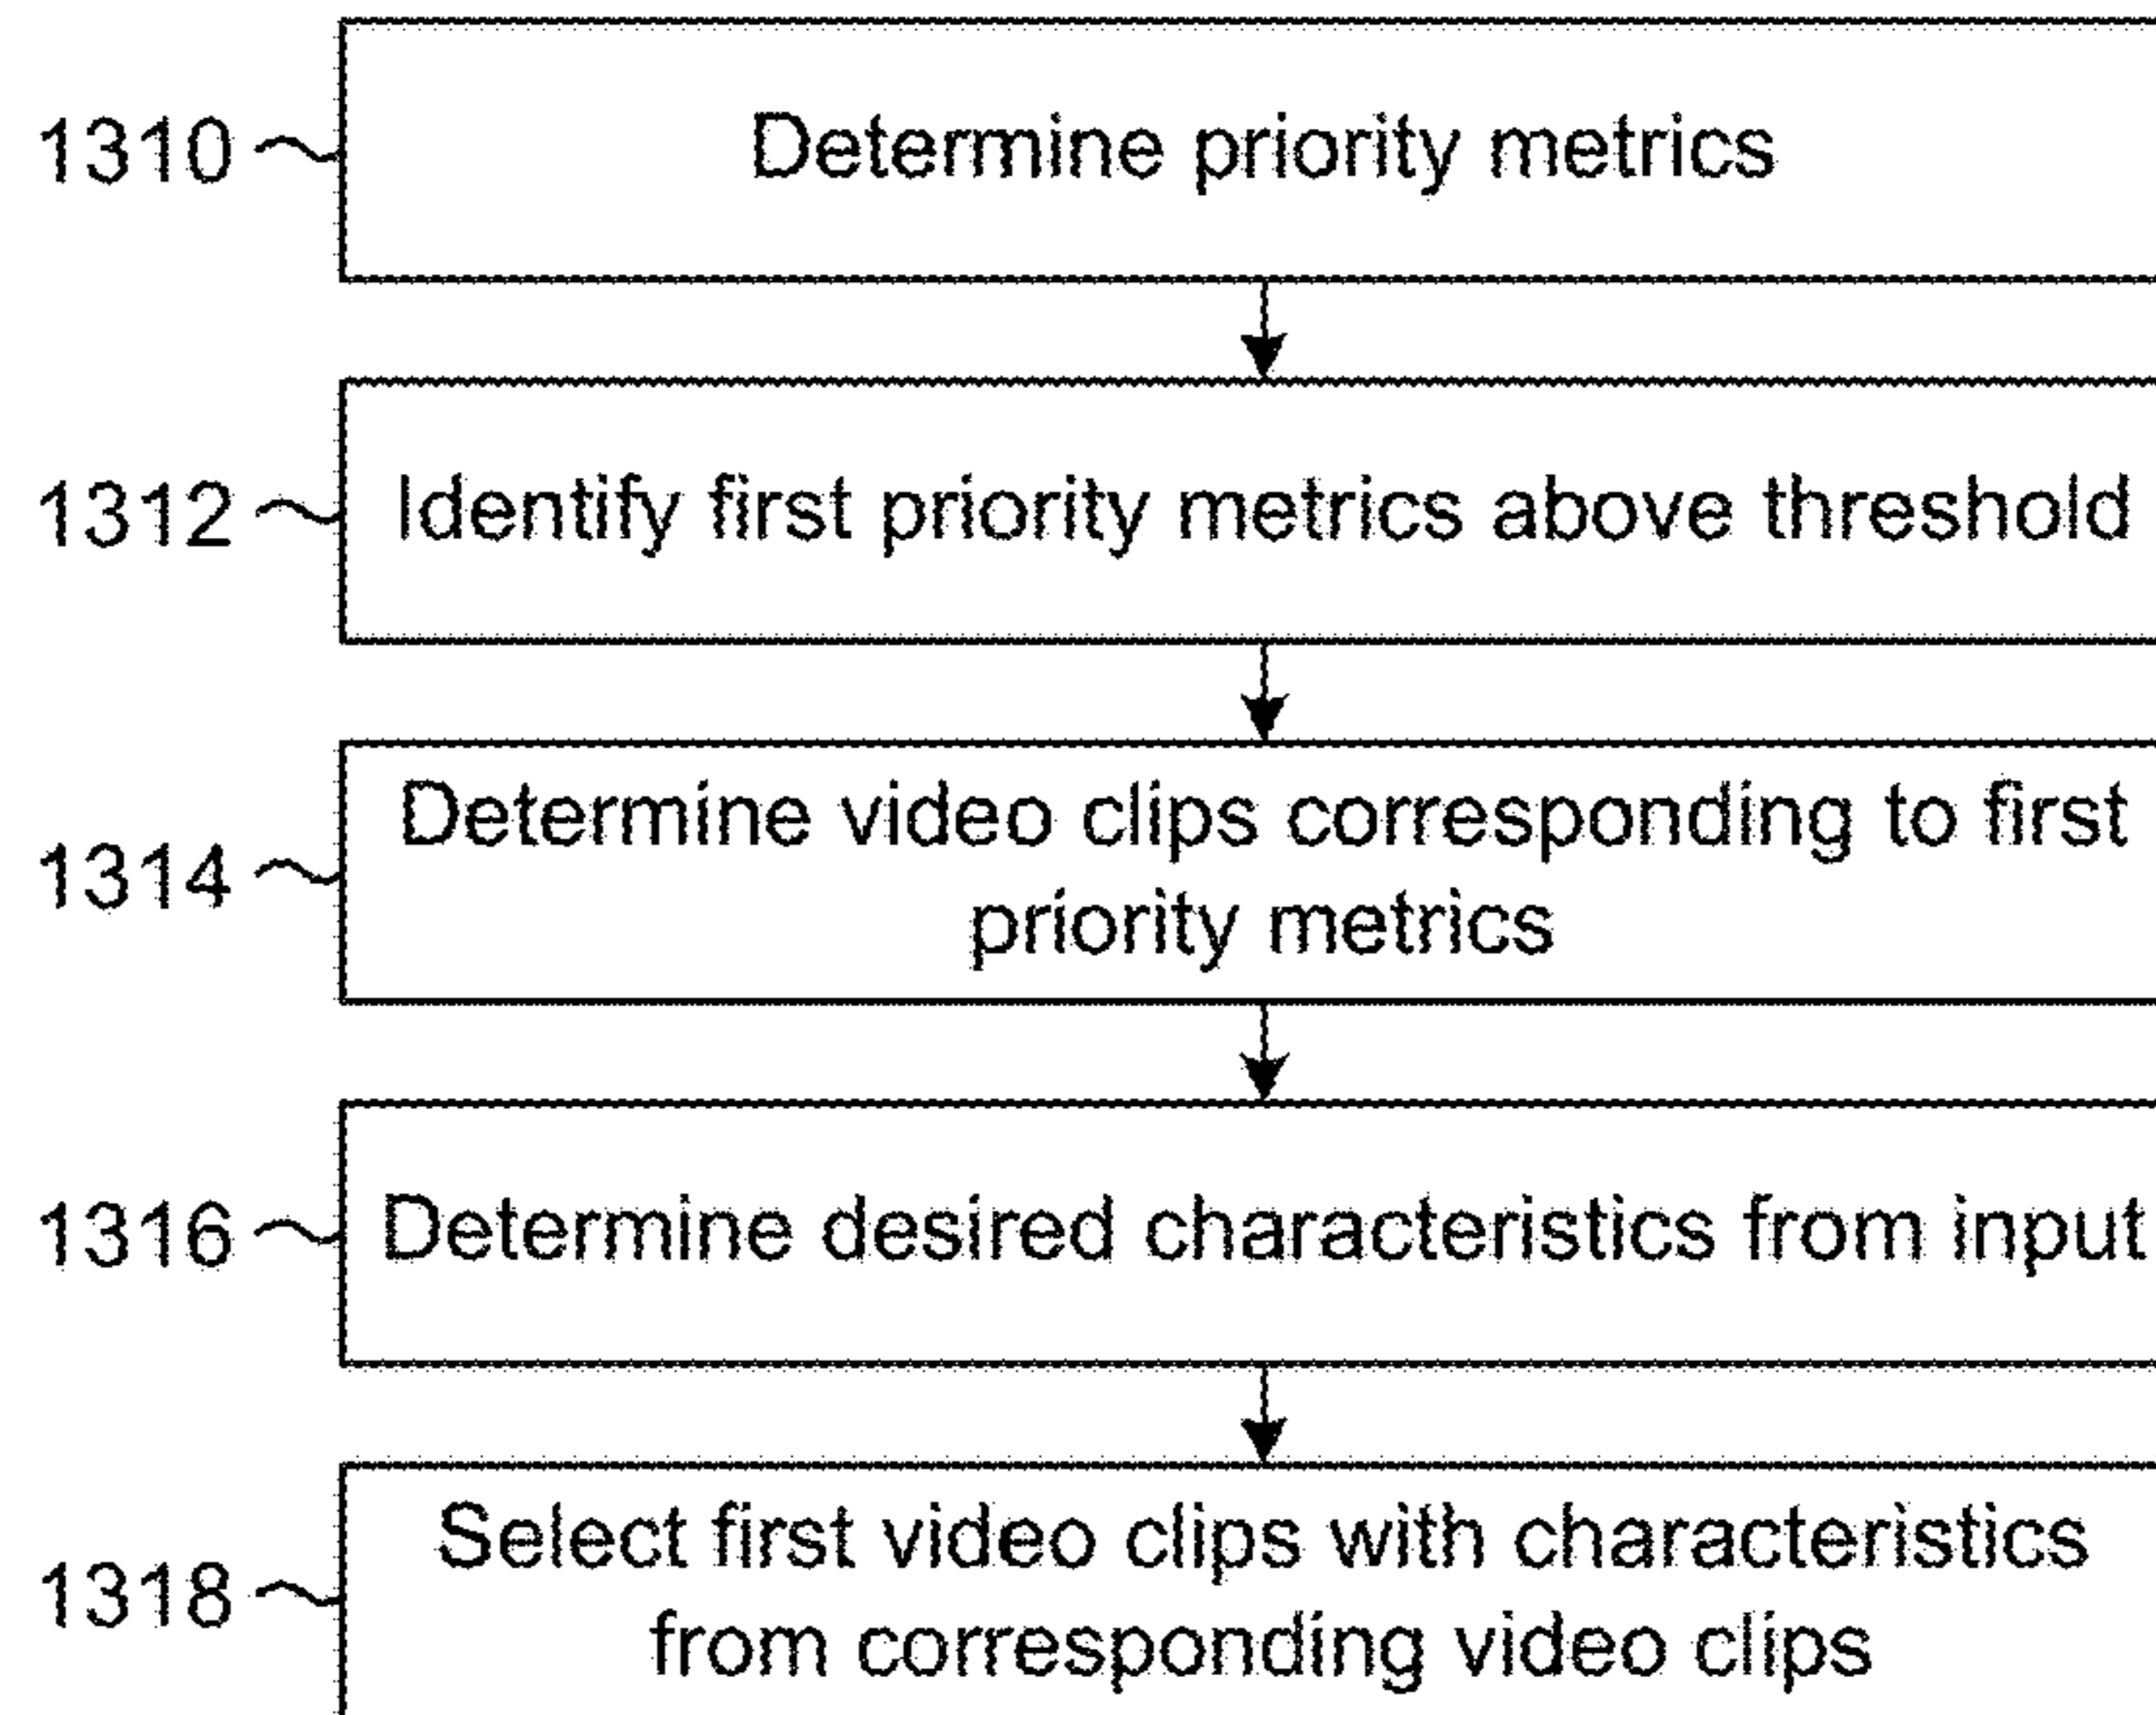 1310
Determine priority metrics
1312
Identify first priority metrics above threshold
1314
Determine video clips corresponding to first
priority metrics
1316
Determine desired characteristics from input
1318
Select first video clips with characteristics
from corresponding video clips